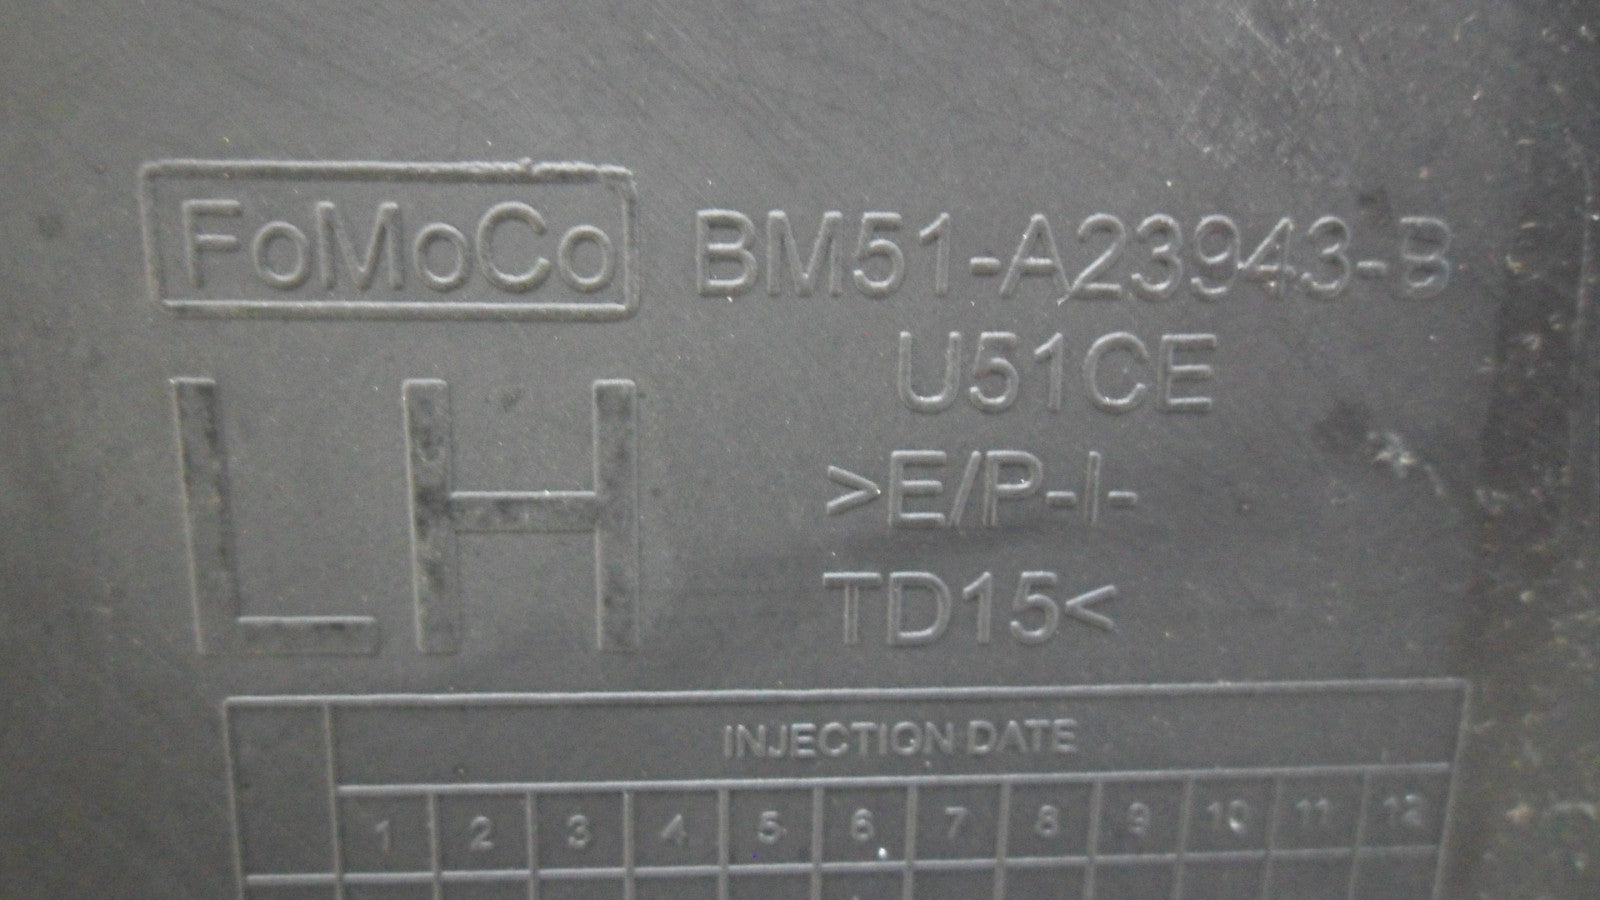 FoMoCo BM51-A23943-B
U51CE
LH
>E/P-I-
TD15<
INJECTION DATE
1 2 3 4 5 6 7 8 9 10 11 12